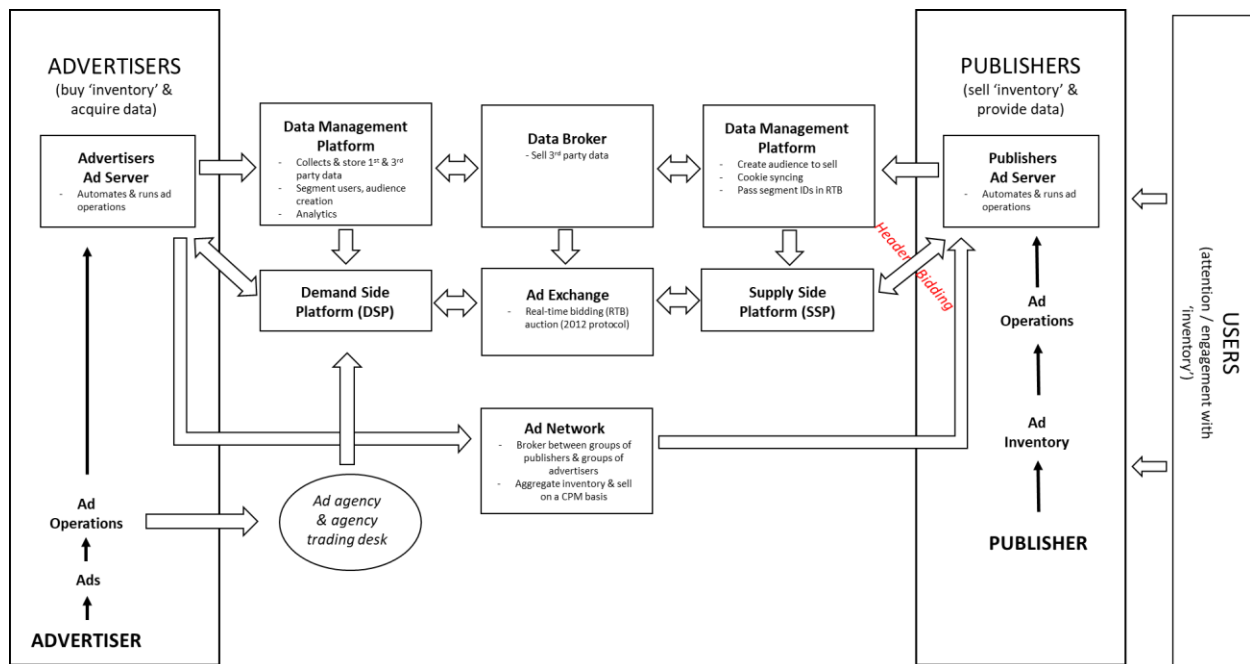 ADVERTISERS
(buy ‘inventory’ &
acquire data)
Advertisers
Ad Server
- Automates & runs ad
operations
Ad
Operations
Ads
ADVERTISER
Data Management
Platform
- Collects & store 1st & 3rd
party data
- Segment users, audience
creation
- Analytics
Data Broker
- Sell 3rd party data
Data Management
Platform
- Create audience to sell
- Cookie syncing
- Pass segment IDs in RTB
Demand Side
Platform (DSP)
Ad Exchange
- Real-time bidding (RTB)
auction (2012 protocol)
Supply Side
Platform (SSP)
Header Bidding
Ad Network
- Broker between groups of
publishers & groups of
advertisers
- Aggregate inventory & sell
on a CPM basis
Ad agency
& agency
trading desk
PUBLISHERS
(sell ‘inventory’ &
provide data)
Publishers
Ad Server
- Automates & runs ad
operations
Ad
Operations
Ad
Inventory
PUBLISHER
USERS
(attention / engagement with
‘inventory’)